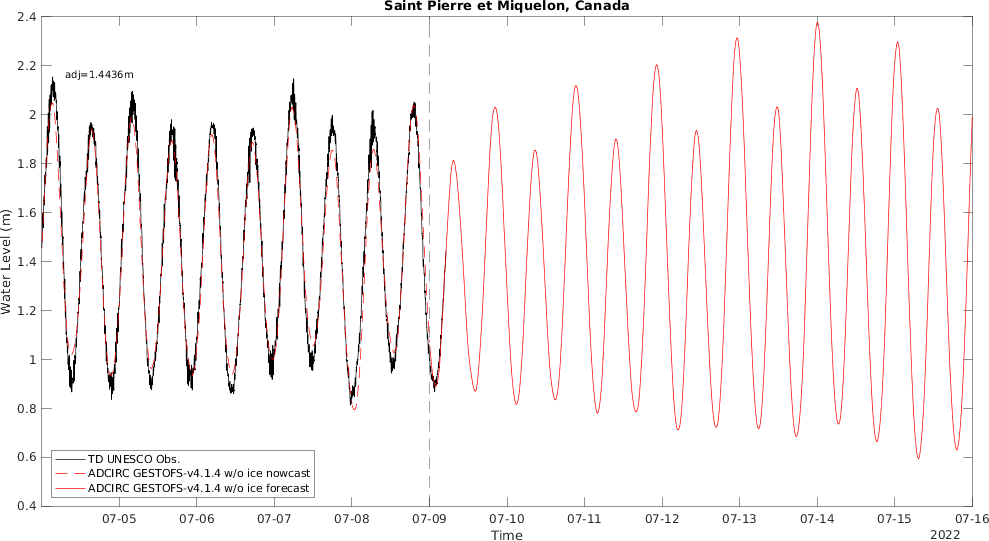 Saint Pierre et Miquelon, Canada
2.4
2.2
2
1.8
1.6
1.4
1.2
1
0.8
0.6
0.4
Water Level (m)
adj=1.4436m
TD UNESCO Obs.
ADCIRC GESTOFS-v4.1.4 w/o ice nowcast
ADCIRC GESTOFS-v4.1.4 w/o ice forecast
07-05 07-06 07-07 07-08 07-09 07-10 07-11 07-12 07-13 07-14 07-15 07-16
Time
2022